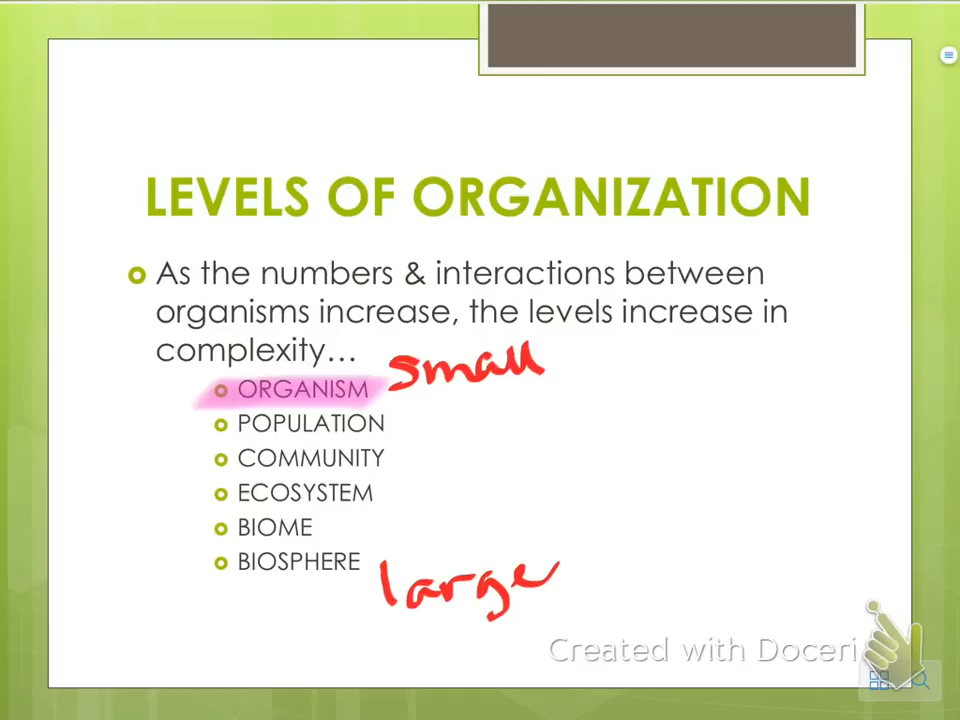 LEVELS OF ORGANIZATION
As the numbers & interactions between
organisms increase, the levels increase in
complexity...
small
ORGANISM
POPULATION
COMMUNITY
ECOSYSTEM
BIOME
BIOSPHERE
large
Created with Doceri